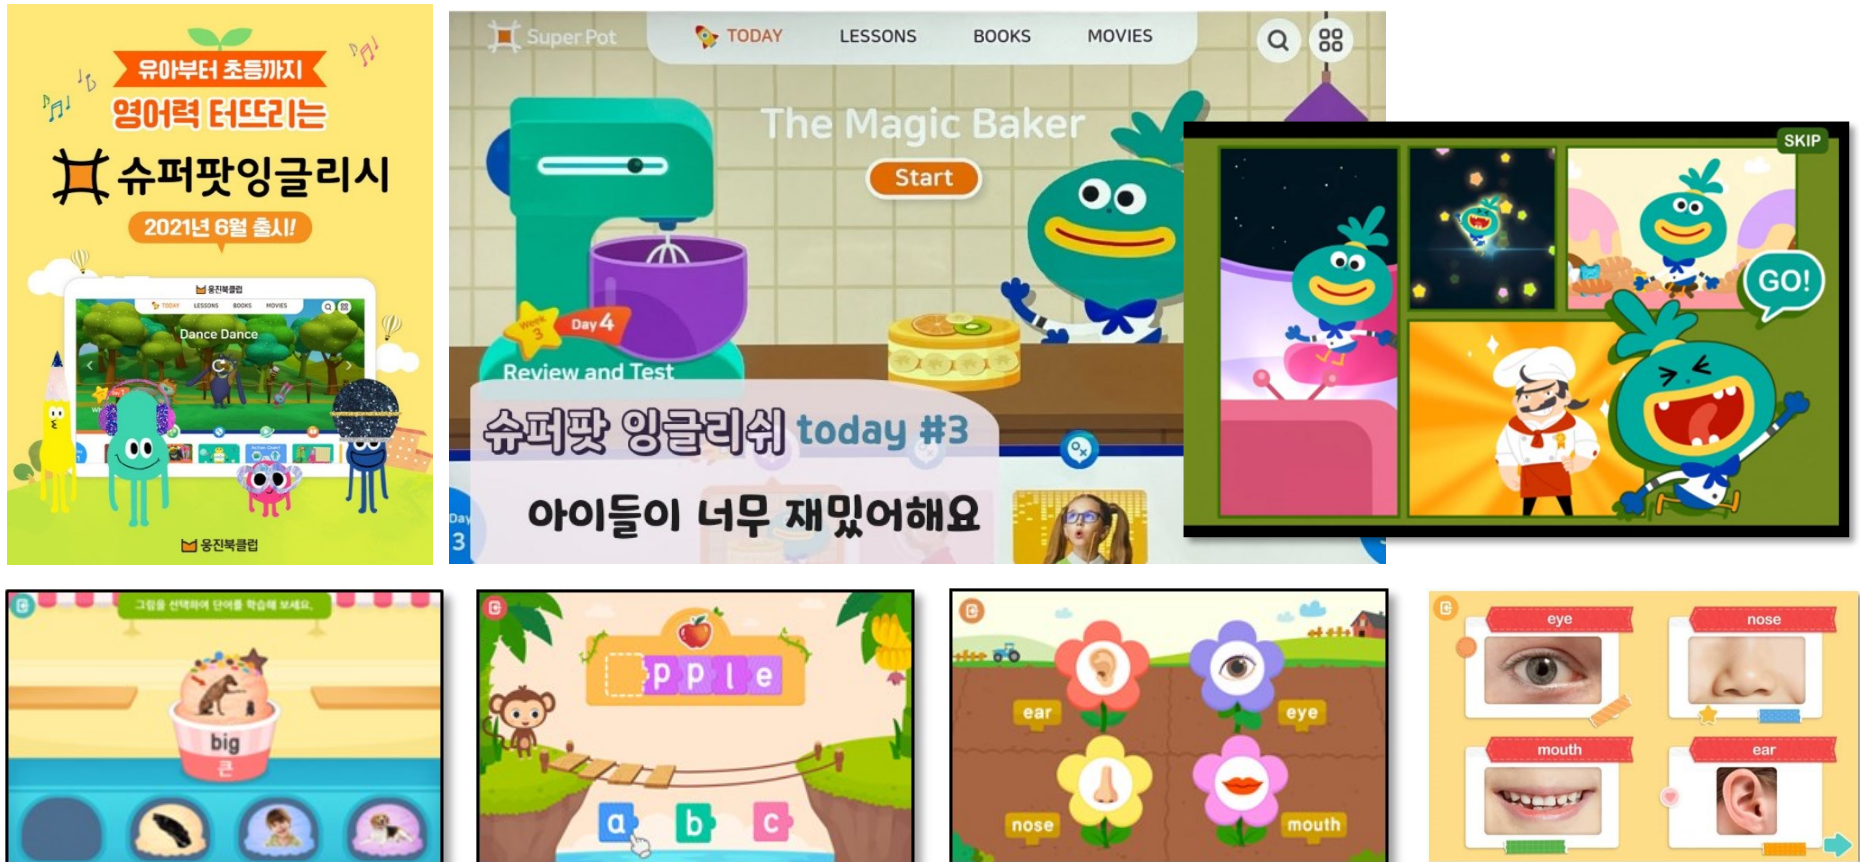 유아부터 초등까지
영어력 터뜨리는
슈퍼팟잉글리시
2021년 6월 출시!
웅진북클럽
TODAY LESSONS BOOKS MOVIES
Dance Dance
웅진북클럽
Super Pot
TODAY LESSONS BOOKS MOVIES
The Magic Baker
Start
Week 3
Day 4
Review and Test
슈퍼팟 잉글리쉬 today #3
아이들이 너무 재밌어해요
Day 3
SKIP
GO!
그림을 선택하여 단어를 학습해 보세요.
big
큰
pple
a b c
ear
eye
nose
mouth
eye
nose
mouth
ear